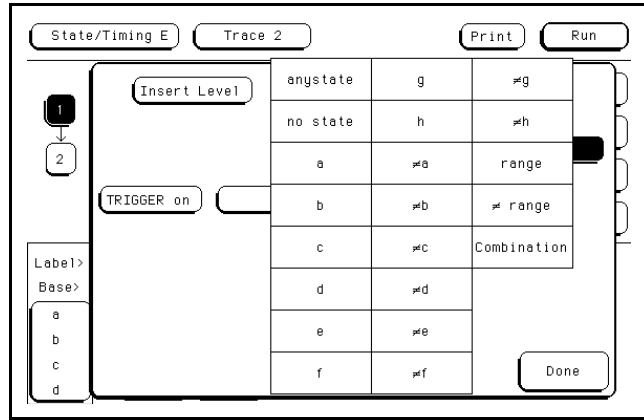 State/Timing E Trace 2 Print Run
Insert Level anystate g ≠g
1 no state h ≠h
2 a ≠a range
TRIGGER on b ≠b ≠ range
c ≠c Combination
Label>
Base> d ≠d
a e ≠e
b
c f ≠f Done
d